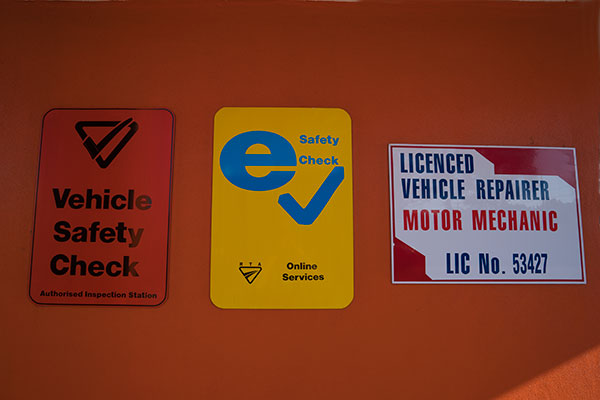 Vehicle
Safety
Check
Authorised Inspection Station
e
Safety
Check
RTA
Online
Services
LICENCED
VEHICLE REPAIRER
MOTOR MECHANIC
LIC No. 53427